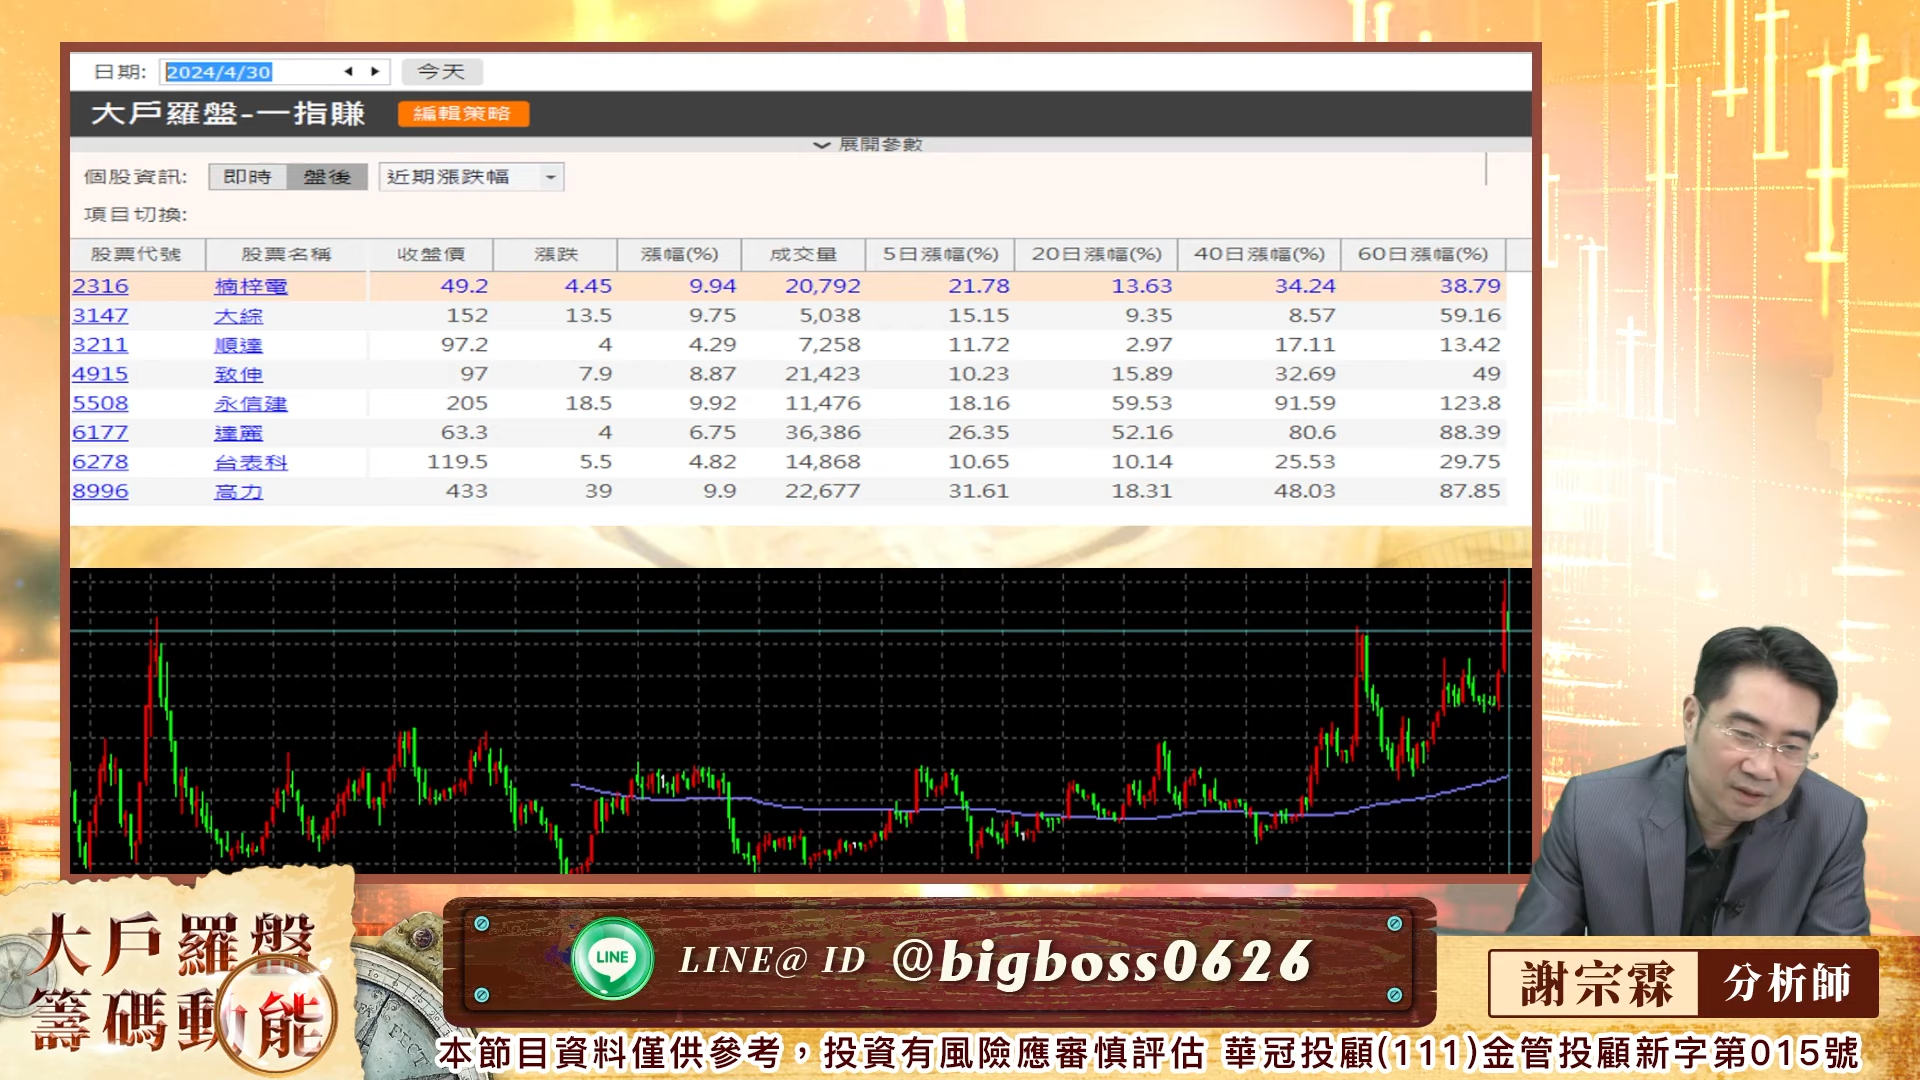 日期: 2024/4/30 今天
大戶羅盤-一指賺 編輯策略
展開參數
個股資訊: 即時 盤後 近期漲跌幅
項目切換:
股票代號 股票名稱 收盤價 漲跌 漲幅(%) 成交量 5日漲幅(%) 20日漲幅(%) 40日漲幅(%) 60日漲幅(%)
2316 楠梓電 49.2 4.45 9.94 20,792 21.78 13.63 34.24 38.79
3147 大綜 152 13.5 9.75 5,038 15.15 9.35 8.57 59.16
3211 順達 97.2 4 4.29 7,258 11.72 2.97 17.11 13.42
4915 致伸 97 7.9 8.87 21,423 10.23 15.89 32.69 49
5508 永信建 205 18.5 9.92 11,476 18.16 59.53 91.59 123.8
6177 達麗 63.3 4 6.75 36,386 26.35 52.16 80.6 88.39
6278 台表科 119.5 5.5 4.82 14,868 10.65 10.14 25.53 29.75
8996 高力 433 39 9.9 22,677 31.61 18.31 48.03 87.85
大戶羅盤
籌碼動能
LINE LINE@ ID @bigboss0626
謝宗霖 分析師
本節目資料僅供參考，投資有風險應審慎評估 華冠投顧(111)金管投顧新字第015號